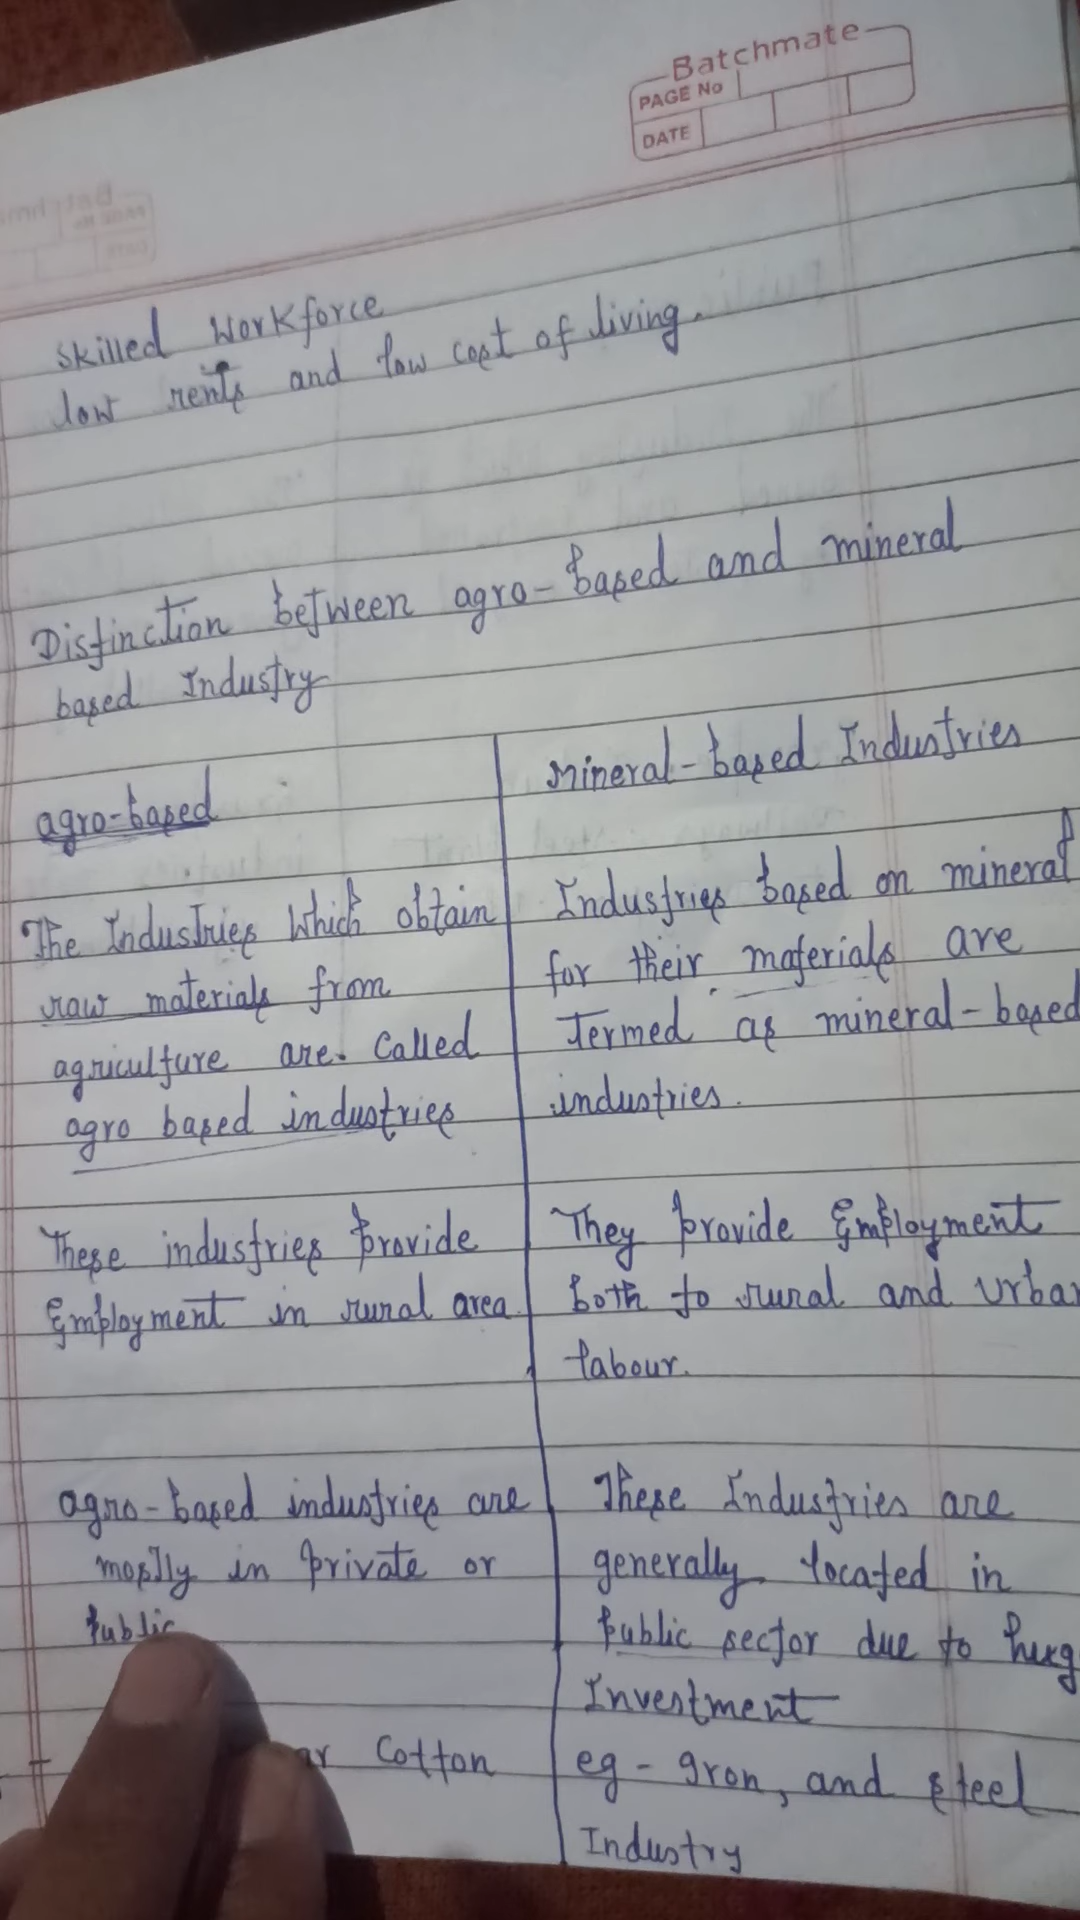 Batchmate
PAGE No
DATE
skilled workforce
low rents and low cost of living.
Distinction between agro-based and mineral
based Industry
agro-based
The Industries which obtain
raw materials from
agriculture are. called
agro based industries
These industries provide
Employment in rural area.
agro-based industries are
mostly in private or
public
Cotton
Mineral-based Industries
Industries based on mineral
for their materials are
Termed as mineral-based
industries.
They provide Employment
both to rural and
labour.
These Industries are
generally located in
public sector due to
Investment
eg - Iron, and steel
Industry